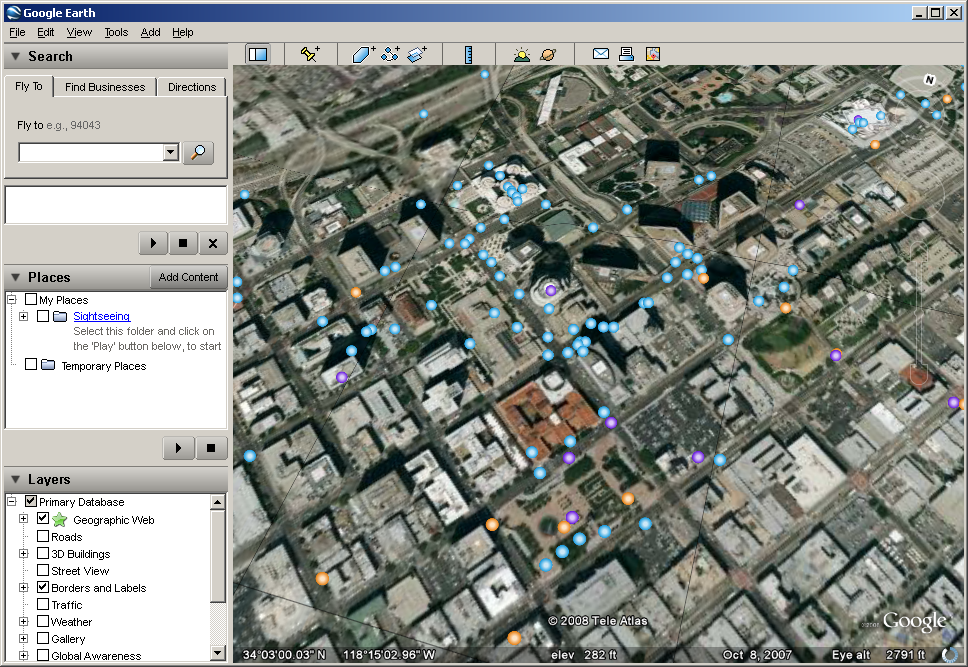 Google Earth
File Edit View Tools Add Help
Search
Fly To Find Businesses Directions
Fly to e.g., 94043
Places Add Content
My Places
Sightseeing
Select this folder and click on
the 'Play' button below, to start
Temporary Places
Layers
Primary Database
Geographic Web
Roads
3D Buildings
Street View
Borders and Labels
Traffic
Weather
Gallery
Global Awareness
N
© 2008 Tele Atlas
©2008 Google
34°03'00.03" N 118°15'02.96" W elev 282 ft Oct 8, 2007 Eye alt 2791 ft